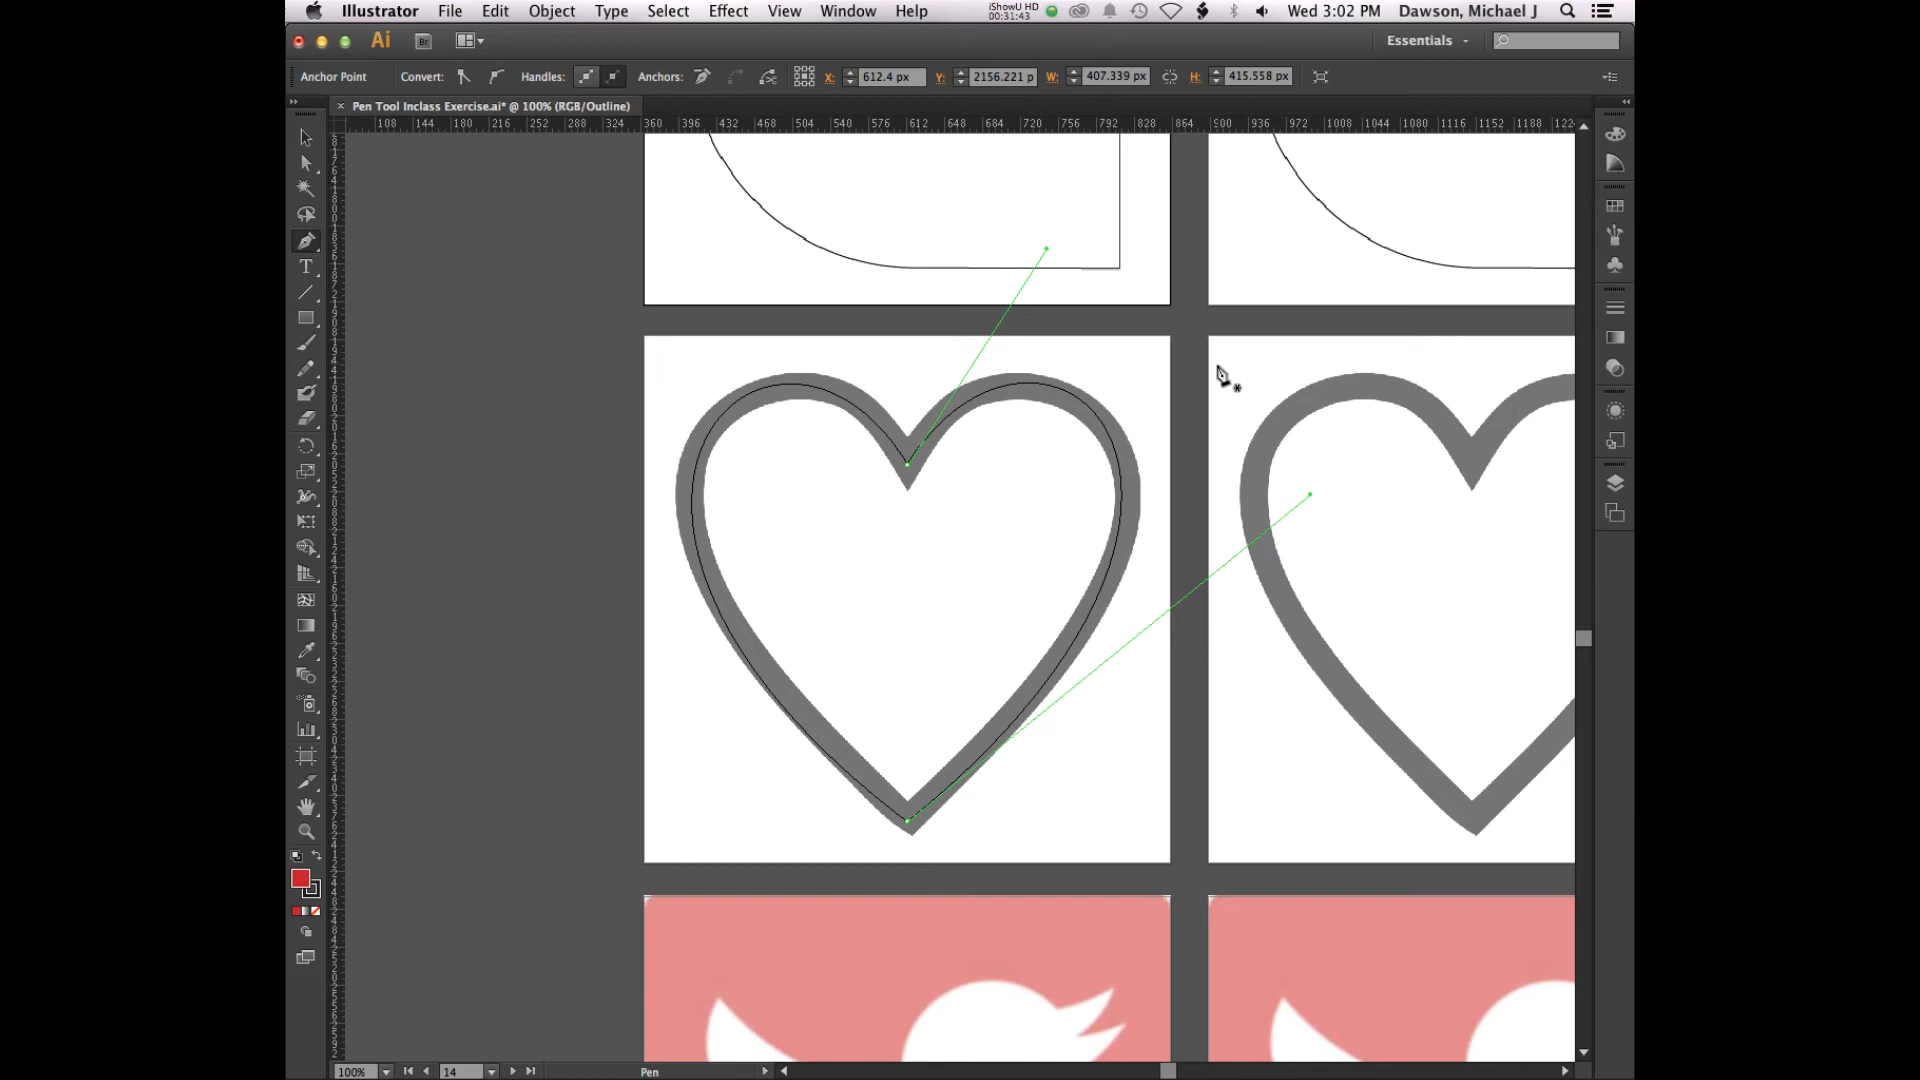 Illustrator File Edit Object Type Select Effect View Window Help iShowU HD 00:31:43 Wed 3:02 PM Dawson, Michael J
Ai Br Essentials
Anchor Point Convert: Handles: Anchors: X: 612.4 px Y: 2156.221 p W: 407.339 px H: 415.558 px
× Pen Tool Inclass Exercise.ai* @ 100% (RGB/Outline)
108 144 180 216 252 288 324 360 396 432 468 504 540 576 612 648 684 720 756 792 828 864 900 936 972 1008 1044 1080 1116 1152 1188 122
T
100% 14 Pen